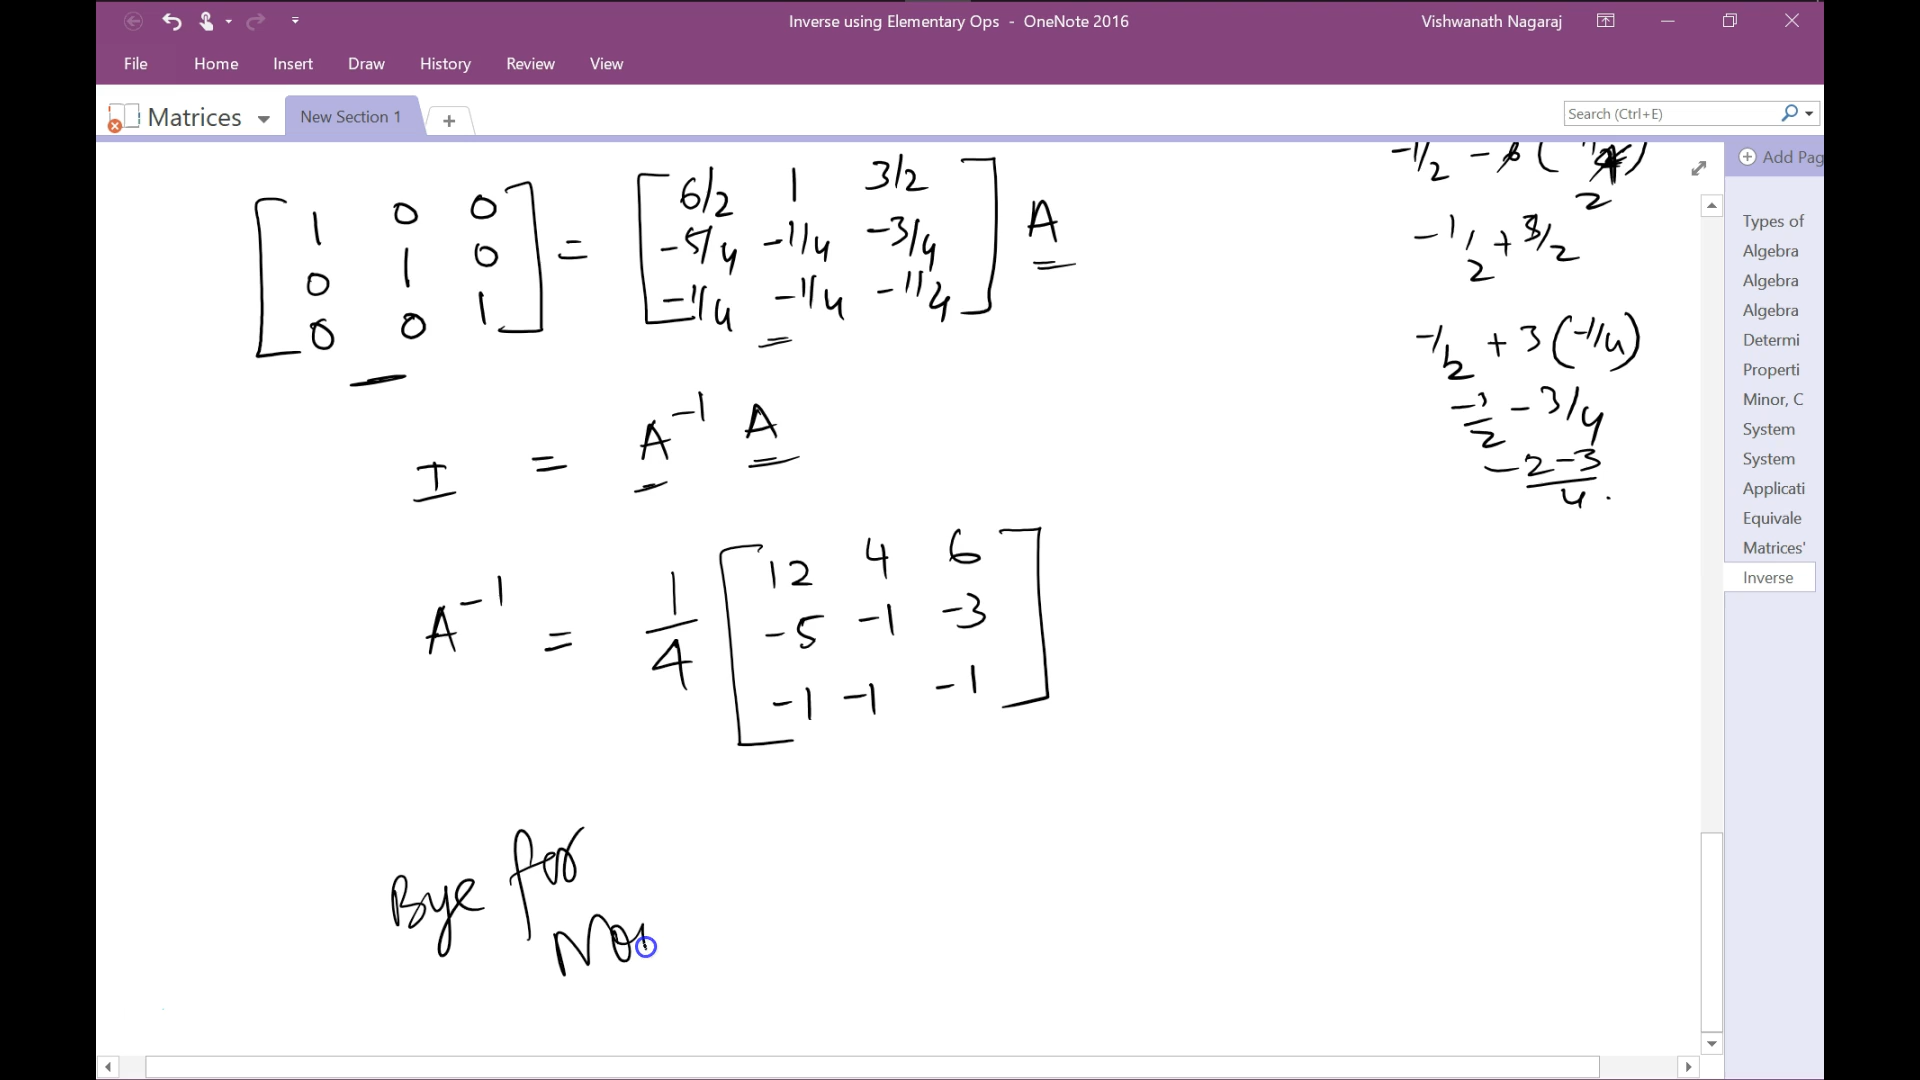 Inverse using Elementary Ops - OneNote 2016
Vishwanath Nagaraj
File Home Insert Draw History Review View
Matrices
New Section 1
Search (Ctrl+E)
Add Pag
Types of
Algebra
Algebra
Algebra
Determi
Properti
Minor, C
System
System
Applicati
Equivale
Matrices'
Inverse
1 0 0
0 1 0
0 0 1
=
6/2 1 3/2
-5/4 -1/4 -3/4
-1/4 -1/4 -1/4
A
I = A^-1 A
A^-1 = 1/4
12 4 6
-5 -1 -3
-1 -1 -1
Bye for
No
-1/2 + 3/2
-1/2 + 3(-1/4)
-1/2 - 3/4
-2-3/4